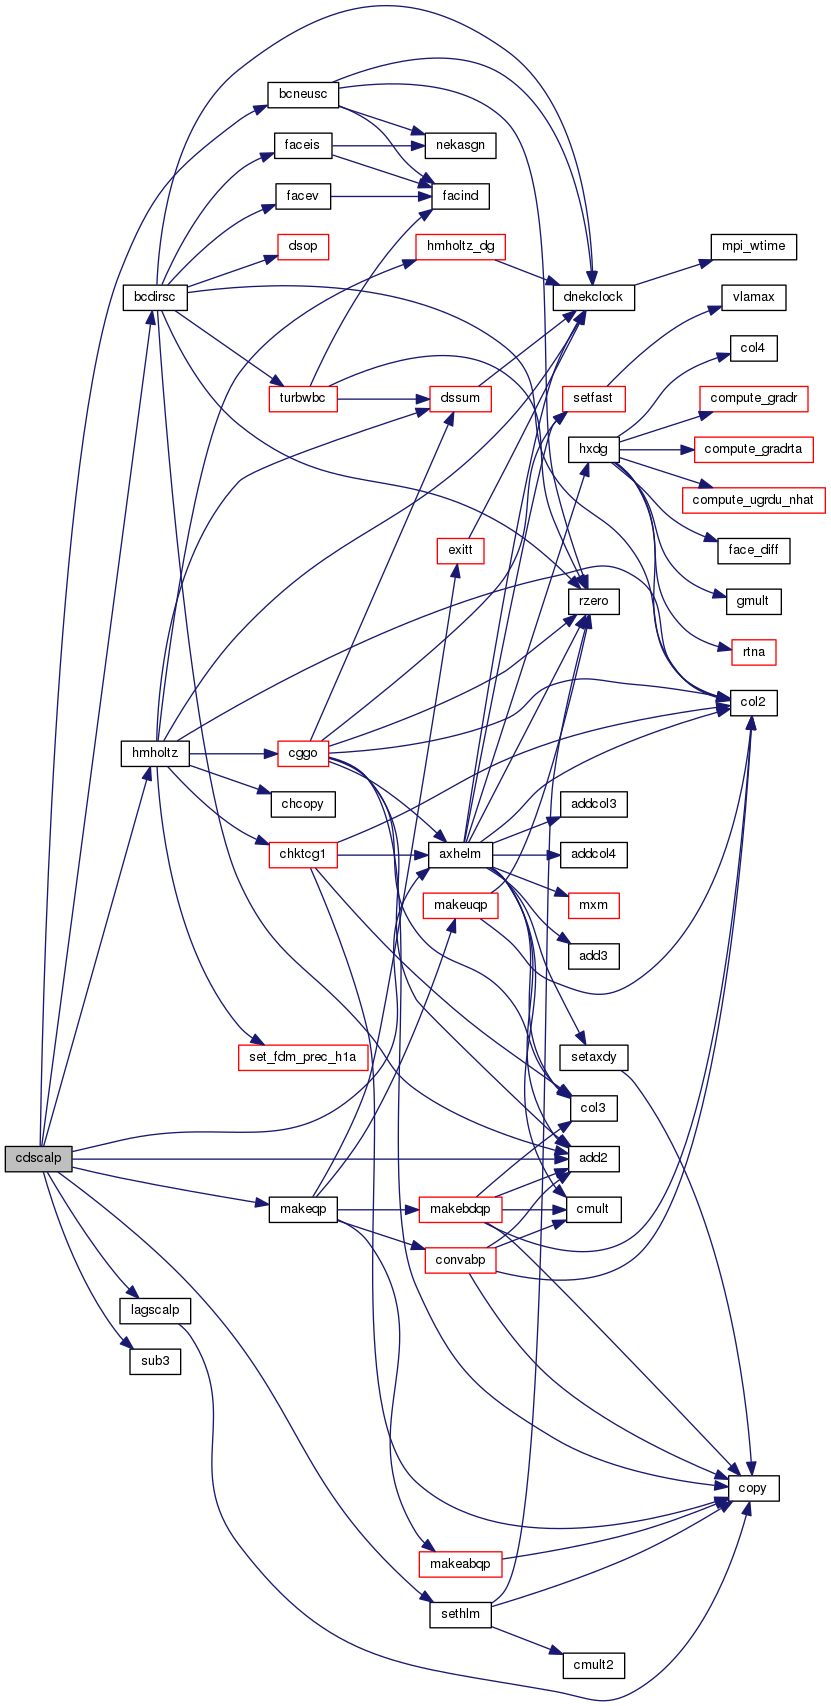 bcneusc
faceis
nekasgn
facev
facind
dsop
hmholtz_dg
mpi_wtime
bcdirsc
dnekclock
vlamax
col4
turbwbc
dssum
setfast
compute_gradr
hxdg
compute_gradrta
compute_ugrdu_nhat
exitt
face_diff
rzero
gmult
rtna
col2
hmholtz
cggo
chcopy
addcol3
chktcg1
axhelm
addcol4
makeuqp
mxm
add3
set_fdm_prec_h1a
setaxdy
col3
cdscalp
add2
makeqp
makebdqp
cmult
convabp
lagscalp
sub3
copy
makeabqp
sethlm
cmult2